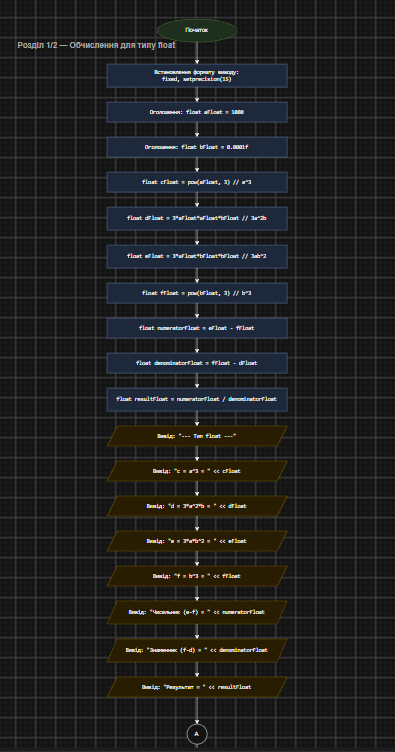 Початок
Розділ 1/2 — Обчислення для типу float
Встановлення формату виводу:
fixed, setprecision(15)
Оголошення: float aFloat = 1000
Оголошення: float bFloat = 0.0001f
float cFloat = pow(aFloat, 3) // a^3
float dFloat = 3*aFloat*aFloat*bFloat // 3a^2b
float eFloat = 3*aFloat*bFloat*bFloat // 3ab^2
float fFloat = pow(bFloat, 3) // b^3
float numeratorFloat = eFloat - fFloat
float denominatorFloat = fFloat - dFloat
float resultFloat = numeratorFloat / denominatorFloat
Вивід: "--- Тип float ---"
Вивід: "c = a^3 = " << cFloat
Вивід: "d = 3*a^2*b = " << dFloat
Вивід: "e = 3*a*b^2 = " << eFloat
Вивід: "f = b^3 = " << fFloat
Вивід: "Чисельник (e-f) = " << numeratorFloat
Вивід: "Знаменник (f-d) = " << denominatorFloat
Вивід: "Результат = " << resultFloat
A